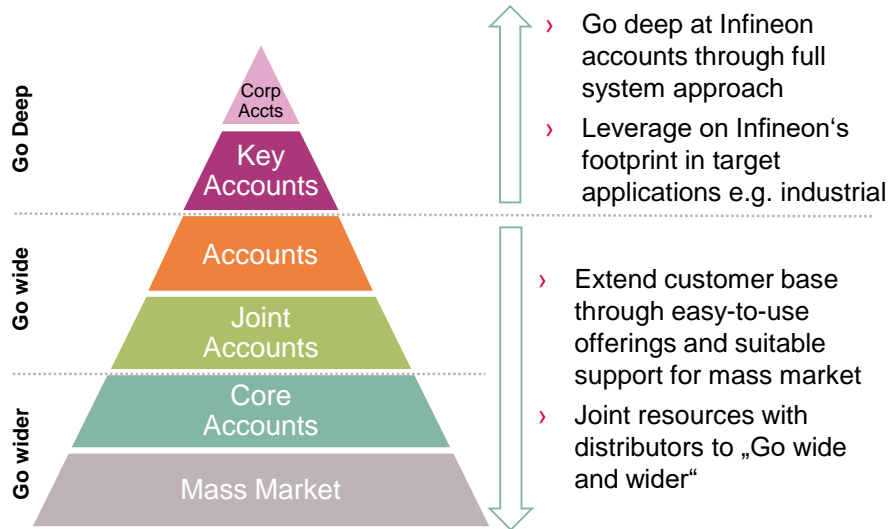 Go Deep
Corp
Accts
Key
Accounts
› Go deep at Infineon
accounts through full
system approach
› Leverage on Infineon‘s
footprint in target
applications e.g. industrial
Go wide
Accounts
Joint
Accounts
Go wider
Core
Accounts
Mass Market
› Extend customer base
through easy-to-use
offerings and suitable
support for mass market
› Joint resources with
distributors to „Go wide
and wider“